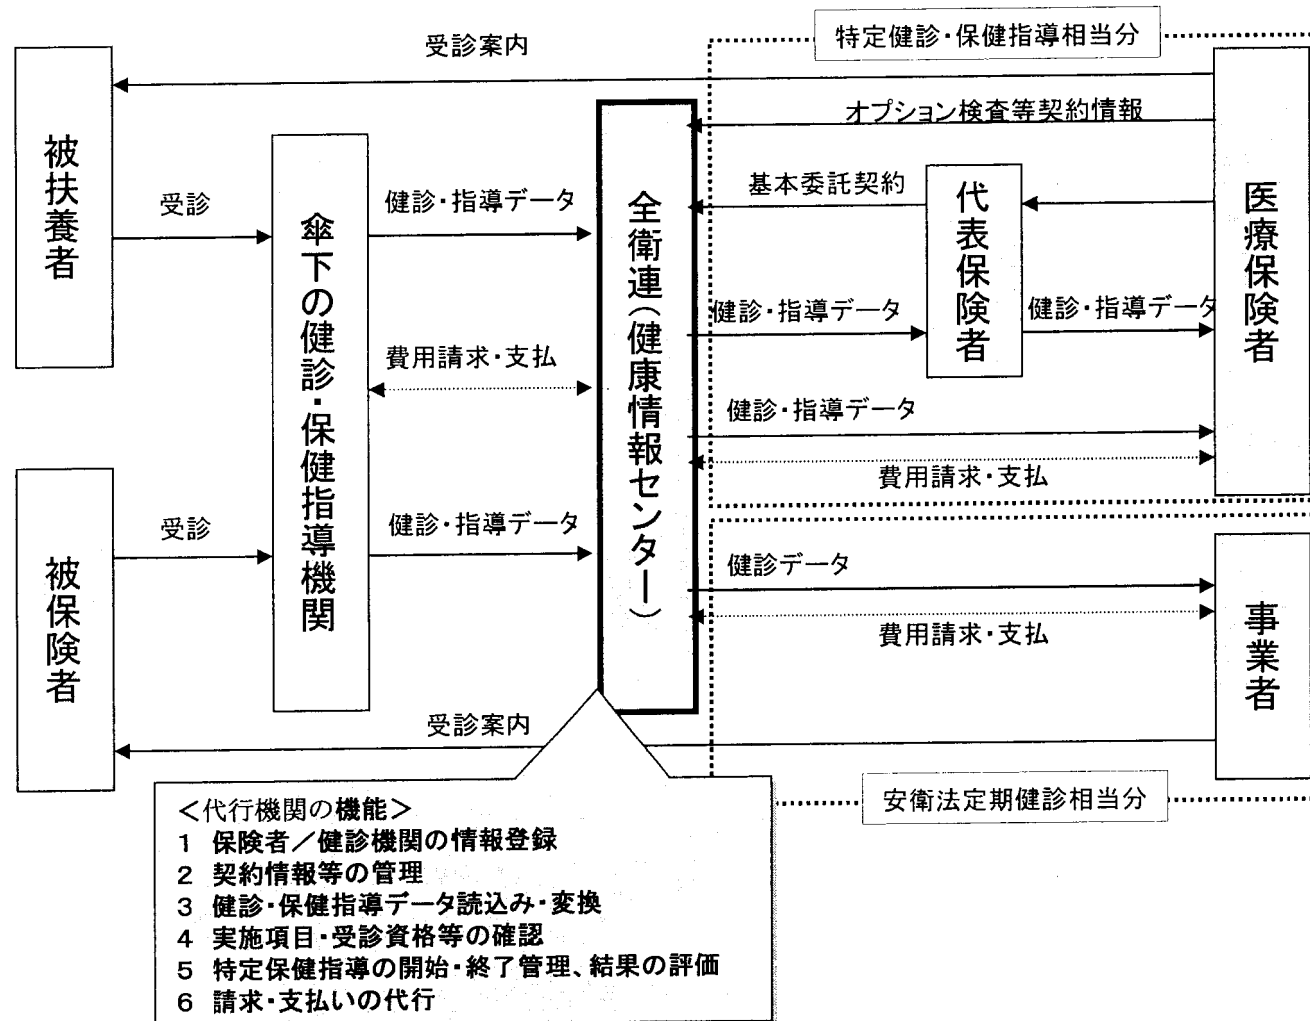 特定健診・保健指導相当分
受診案内
オプション検査等契約情報
被扶養者
受診
健診・指導データ
基本委託契約
代表保険者
医療保険者
傘下の健診・保健指導機関
全衛連(健康情報センター)
健診・指導データ
健診・指導データ
費用請求・支払
健診・指導データ
費用請求・支払
被保険者
受診
健診・指導データ
健診データ
費用請求・支払
事業者
受診案内
安衛法定期健診相当分
<代行機関の機能>
1 保険者/健診機関の情報登録
2 契約情報等の管理
3 健診・保健指導データ読込み・変換
4 実施項目・受診資格等の確認
5 特定保健指導の開始・終了管理、結果の評価
6 請求・支払いの代行